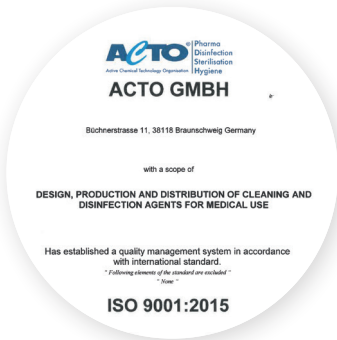 ACTO® Pharma
Disinfection
Sterilisation
Hygiene
Active Chemical Technology Organisation
ACTO GMBH
Büchnerstrasse 11, 38118 Braunschweig Germany
with a scope of
DESIGN, PRODUCTION AND DISTRIBUTION OF CLEANING AND
DISINFECTION AGENTS FOR MEDICAL USE
Has established a quality management system in accordance
with international standard.
" Following elements of the standard are excluded "
" None "
ISO 9001:2015